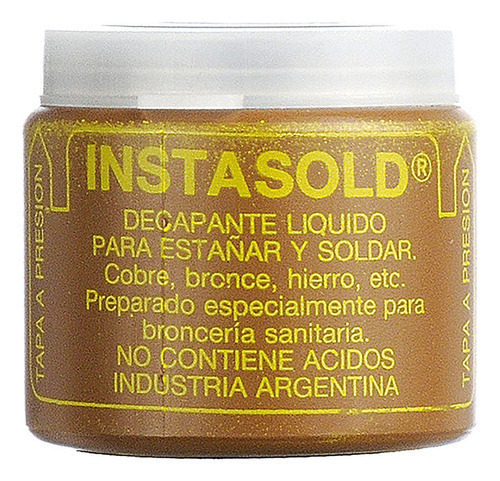 INSTASOLD®
DECAPANTE LIQUIDO
PARA ESTAÑAR Y SOLDAR.
Cobre, bronce, hierro, etc.
Preparado especialmente para
broncería sanitaria.
NO CONTIENE ACIDOS
INDUSTRIA ARGENTINA
TAPA A PRESION
TAPA A PRESION